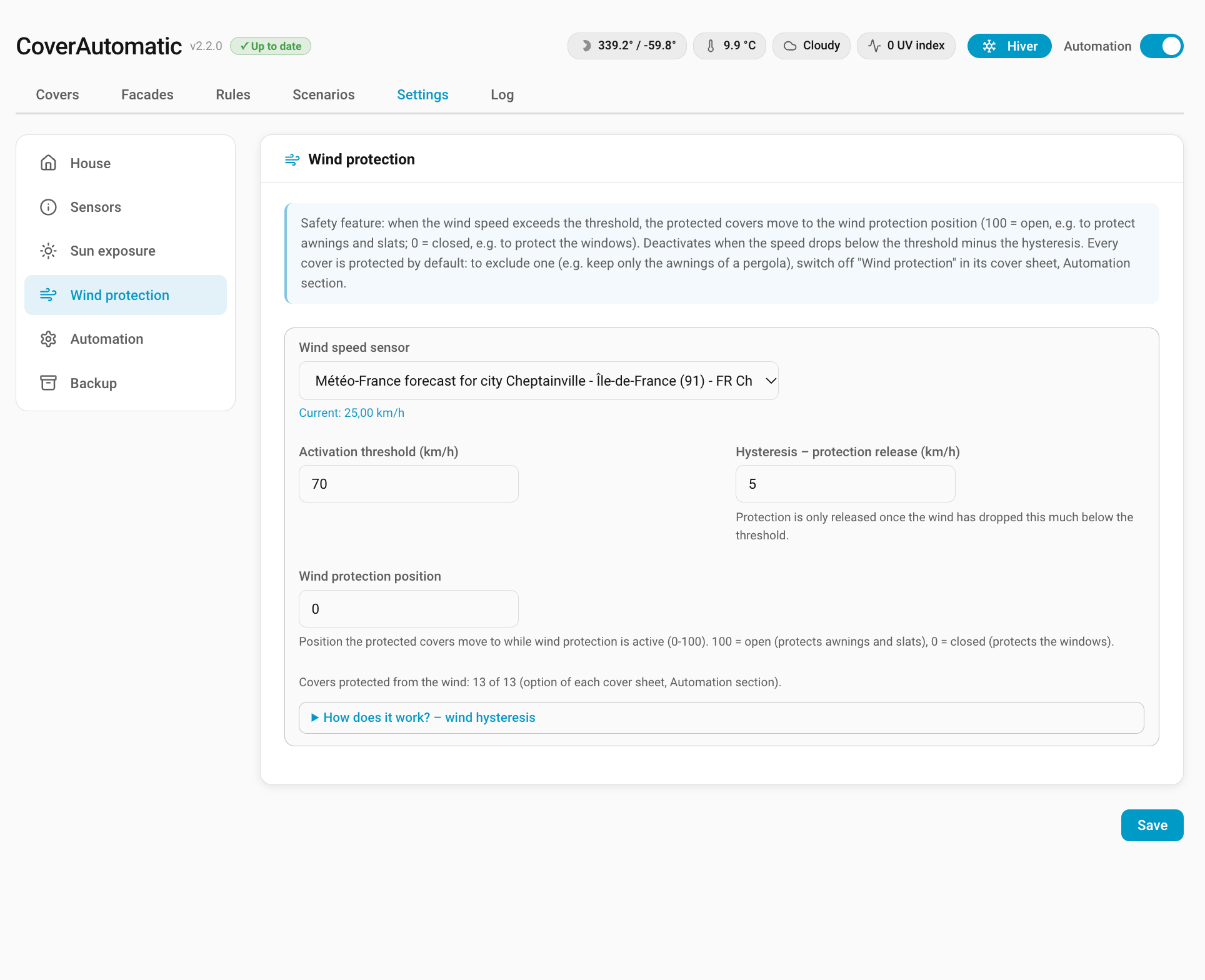 CoverAutomatic v2.2.0 ✓ Up to date
339.2° / -59.8° 9.9 °C Cloudy 0 UV index Hiver Automation
Covers Facades Rules Scenarios Settings Log
House
Sensors
Sun exposure
Wind protection
Automation
Backup
Wind protection
Safety feature: when the wind speed exceeds the threshold, the protected covers move to the wind protection position (100 = open, e.g. to protect
awnings and slats; 0 = closed, e.g. to protect the windows). Deactivates when the speed drops below the threshold minus the hysteresis. Every
cover is protected by default: to exclude one (e.g. keep only the awnings of a pergola), switch off "Wind protection" in its cover sheet, Automation
section.
Wind speed sensor
Météo-France forecast for city Cheptainville - Île-de-France (91) - FR Ch
Current: 25,00 km/h
Activation threshold (km/h)
70
Hysteresis – protection release (km/h)
5
Protection is only released once the wind has dropped this much below the
threshold.
Wind protection position
0
Position the protected covers move to while wind protection is active (0-100). 100 = open (protects awnings and slats), 0 = closed (protects the windows).
Covers protected from the wind: 13 of 13 (option of each cover sheet, Automation section).
▶ How does it work? – wind hysteresis
Save